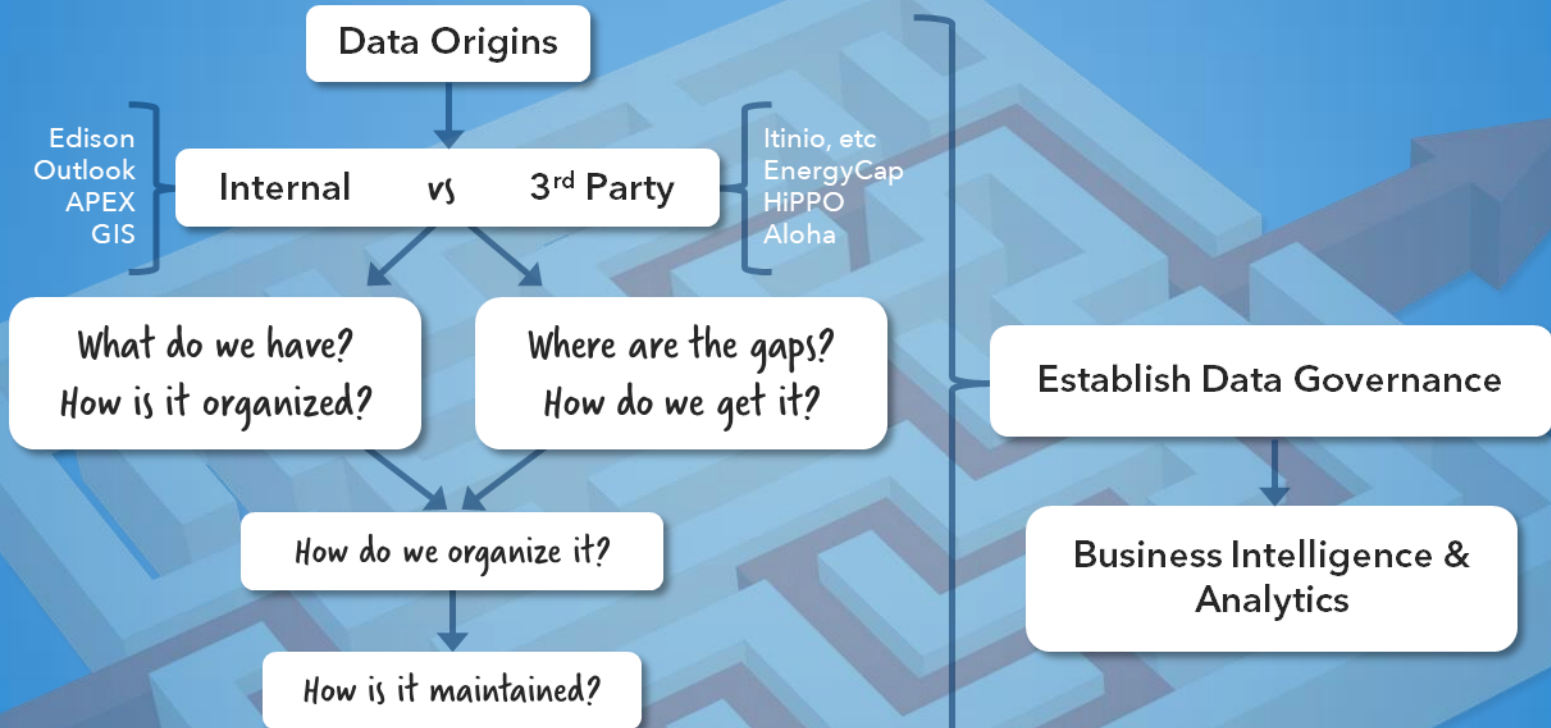 Data Origins
Edison
Outlook
APEX
GIS
Internal vs 3rd Party
Itinio, etc
EnergyCap
HiPPO
Aloha
What do we have?
How is it organized?
Where are the gaps?
How do we get it?
How do we organize it?
How is it maintained?
Establish Data Governance
Business Intelligence &
Analytics